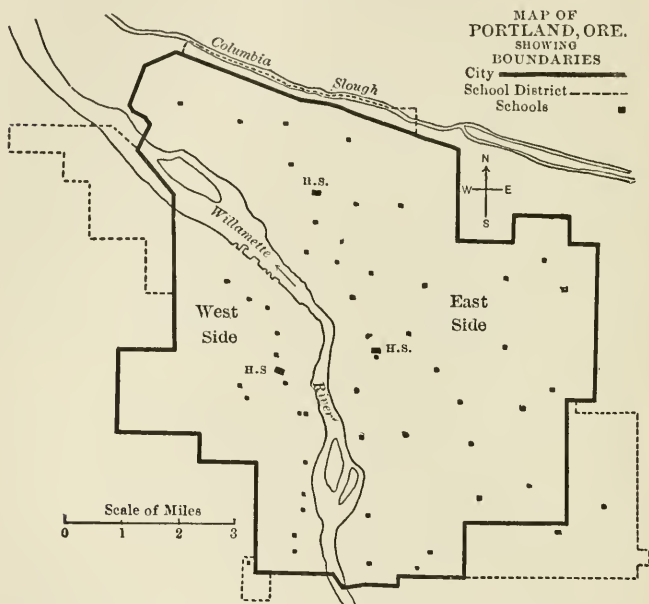 MAP OF
PORTLAND, ORE.
SHOWING
BOUNDARIES
City
School District
Schools
Columbia
Slough
N
W E
S
H.S.
Willamette
West
Side
East
Side
H.S.
H.S
River
Scale of Miles
0 1 2 3